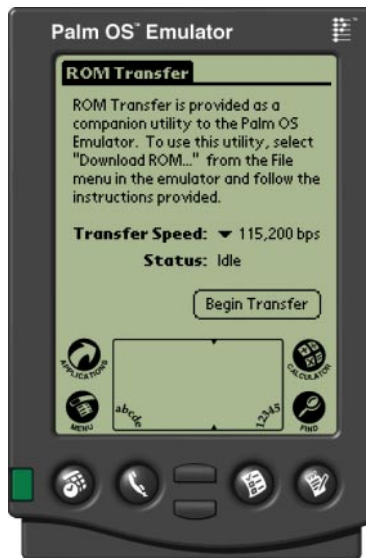 Palm OS™ Emulator
ROM Transfer
ROM Transfer is provided as a
companion utility to the Palm OS
Emulator. To use this utility, select
"Download ROM..." from the File
menu in the emulator and follow the
instructions provided.
Transfer Speed: 115,200 bps
Status: Idle
Begin Transfer
APPLICATIONS
CALCULATOR
MENU
abcde
12345
FIND